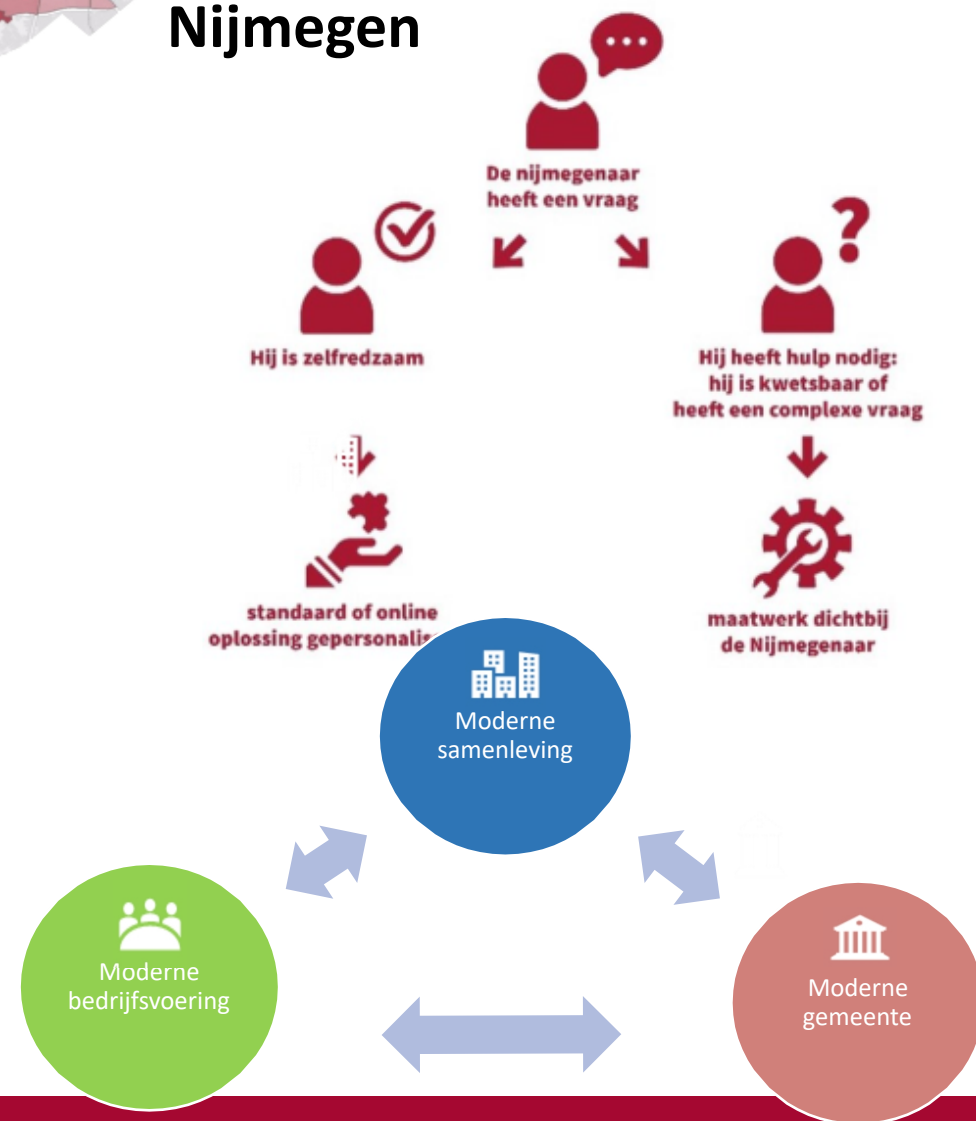 Nijmegen
De nijmegenaar
heeft een vraag
Hij is zelfredzaam
Hij heeft hulp nodig:
hij is kwetsbaar of
heeft een complexe vraag
standaard of online
oplossing
maatwerk dichtbij
de Nijmegenaar
Moderne
samenleving
Moderne
bedrijfsvoering
Moderne
gemeente